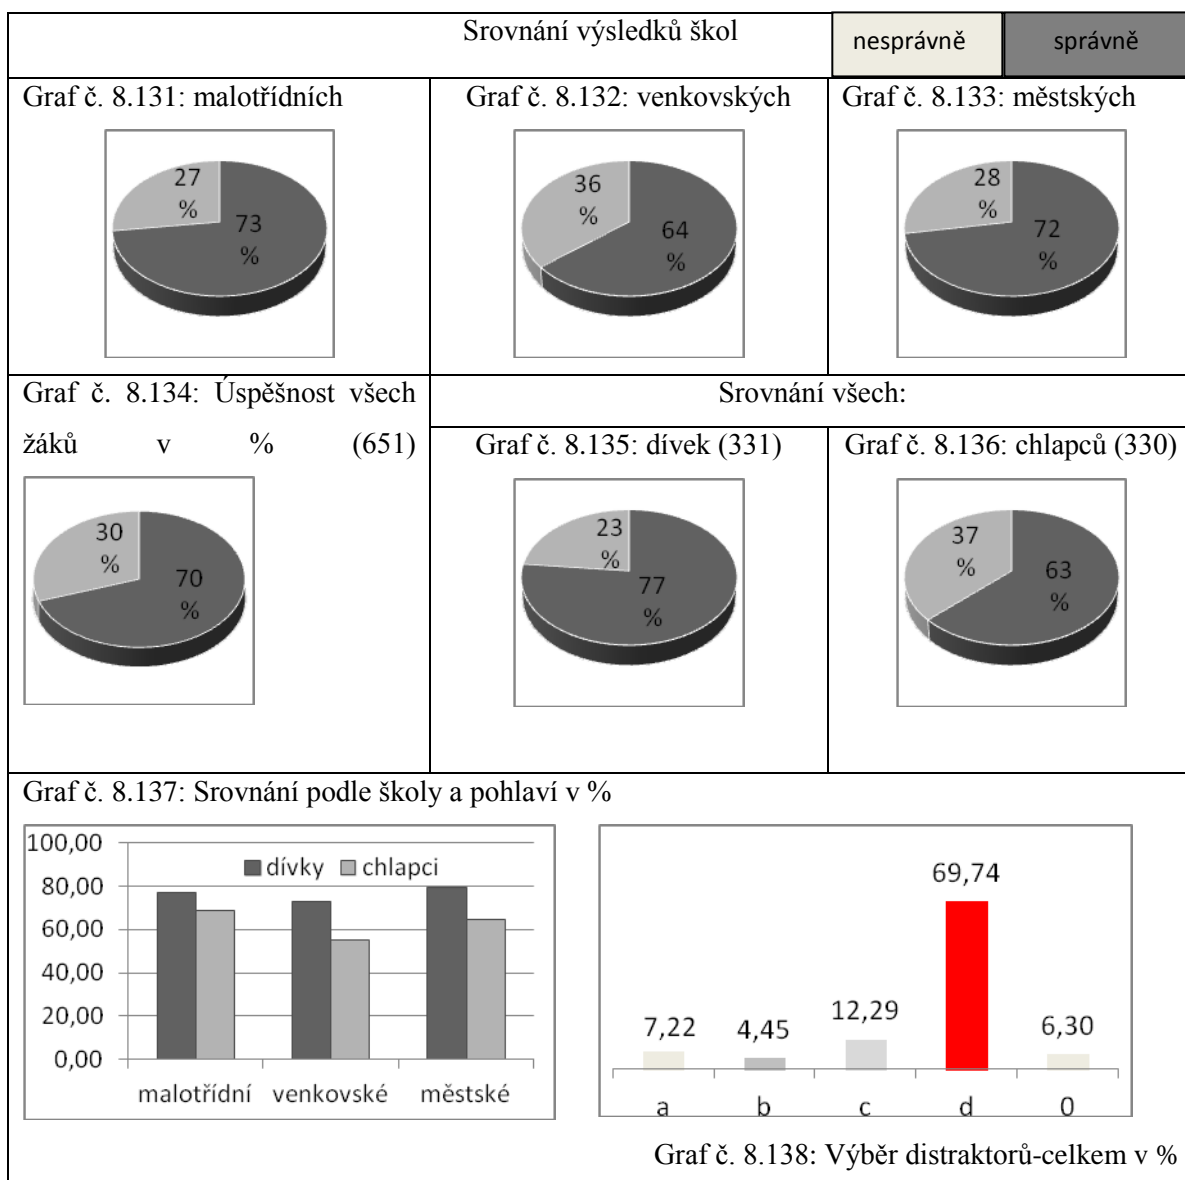 Srovnání výsledků škol
nesprávně
správně
Graf č. 8.131: malotřídních
27
%
73
%
Graf č. 8.132: venkovských
36
%
64
%
Graf č. 8.133: městských
28
%
72
%
Graf č. 8.134: Úspěšnost všech
žáků v % (651)
30
%
70
%
Srovnání všech:
Graf č. 8.135: dívek (331)
23
%
77
%
Graf č. 8.136: chlapců (330)
37
%
63
%
Graf č. 8.137: Srovnání podle školy a pohlaví v %
100,00
80,00
60,00
40,00
20,00
0,00
dívky chlapci
malotřídní venkovské městské
7,22 4,45 12,29 69,74 6,30
a b c d 0
Graf č. 8.138: Výběr distraktorů-celkem v %